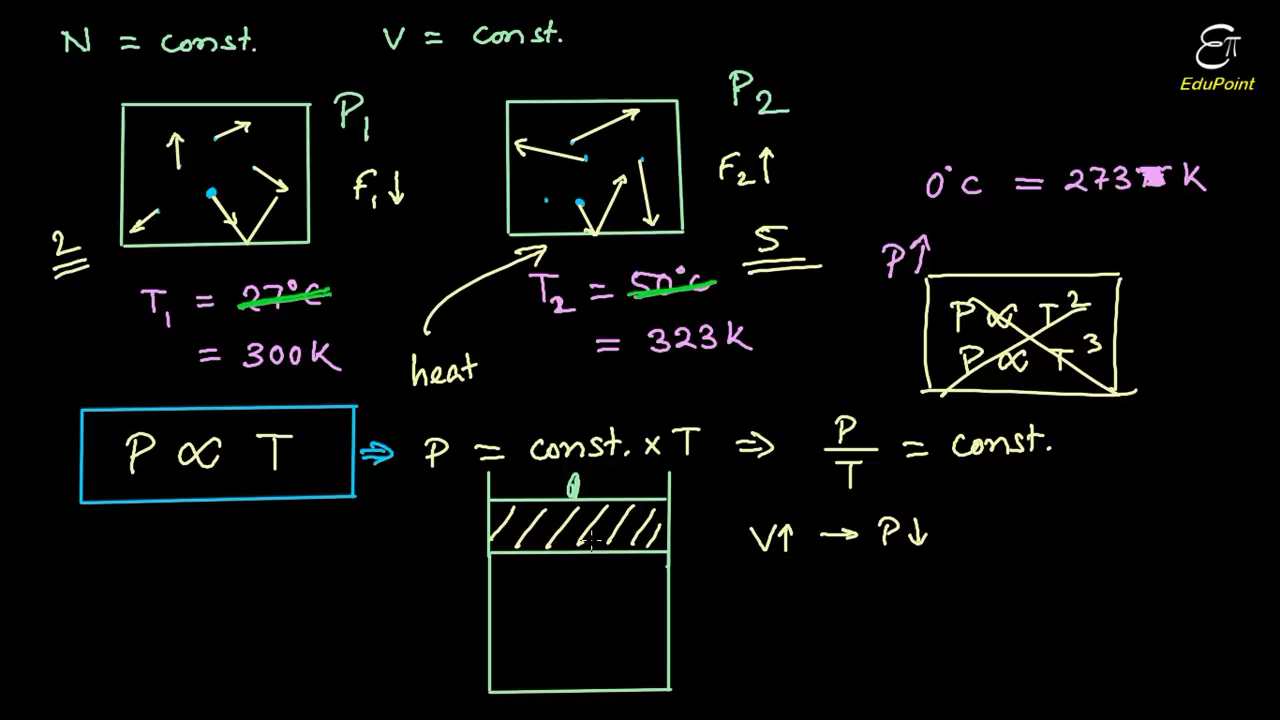 N = const. V = const.
Eπ
EduPoint
P₁
F₁↓
P₂
F₂↑
0°C = 273 K
2
5
T₁ = 27°C
= 300K
T₂ = 50°C
= 323K
heat
P↑
P ∝ T²
P ∝ T³
P ∝ T ⇒ P = const. × T ⇒ P/T = const.
V↑ → P↓